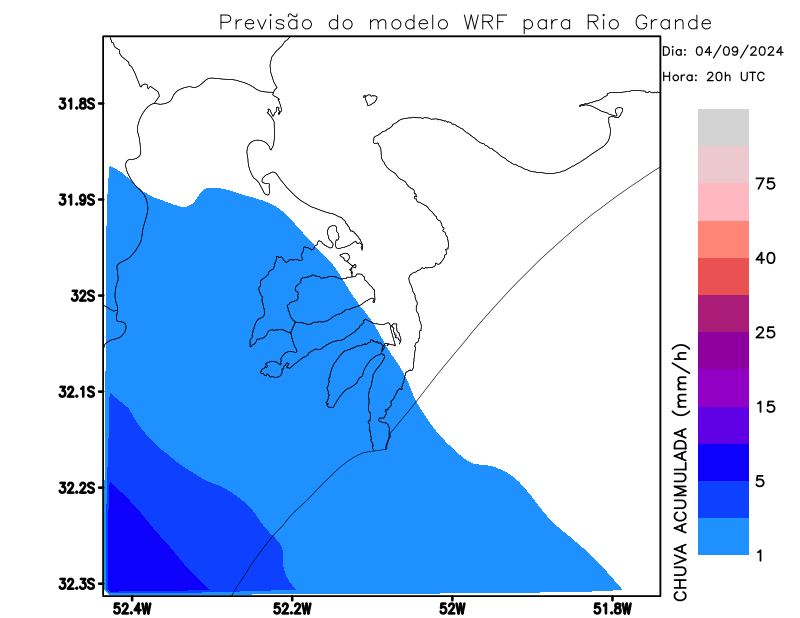 Previsão do modelo WRF para Rio Grande
Dia: 04/09/2024
Hora: 20h UTC
31.8S
31.9S
32S
32.1S
32.2S
32.3S
52.4W
52.2W
52W
51.8W
75
40
25
15
5
1
CHUVA ACUMULADA (mm/h)